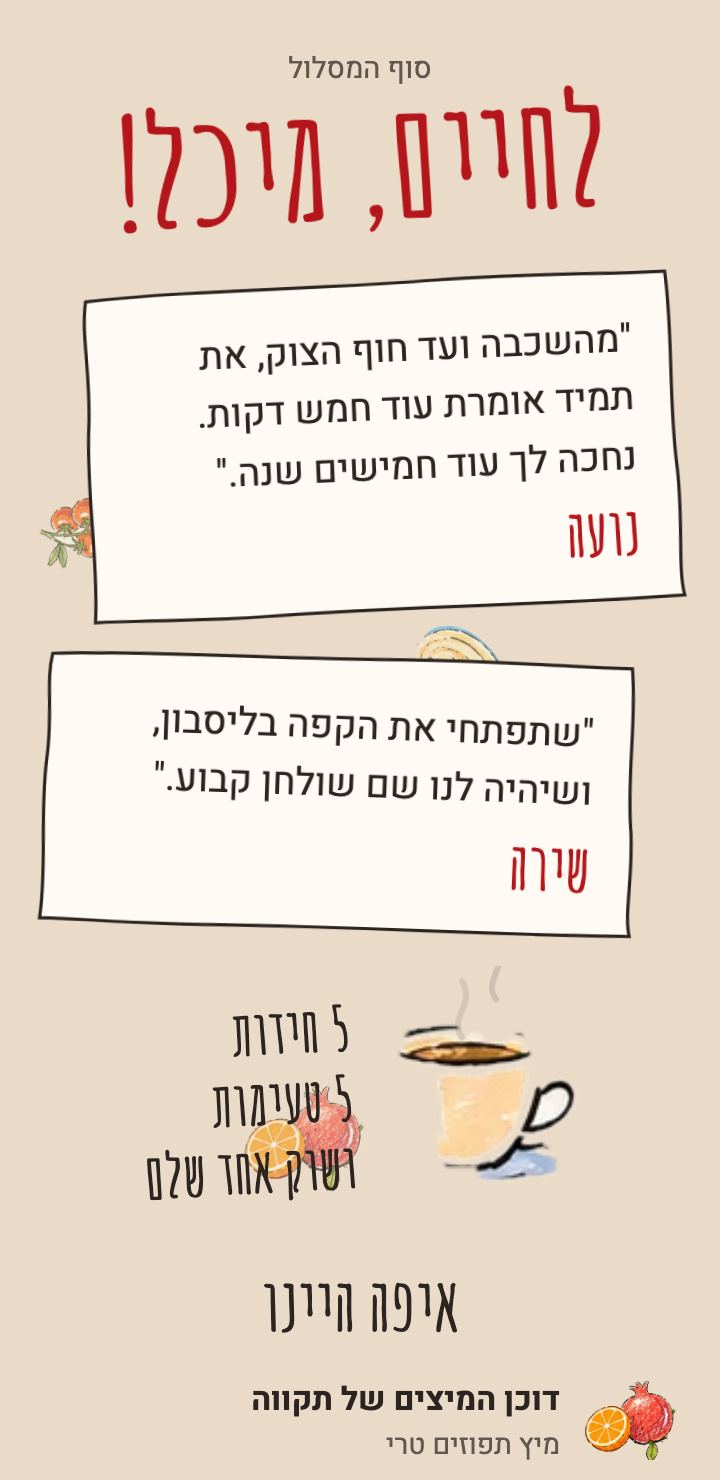 סוף המסלול
לחיים, מיכל!
"מהשכבה ועד חוף הצוק, את
תמיד אומרת עוד חמש דקות.
נחכה לך עוד חמישים שנה."
נועה
"שתפתחי את הקפה בליסבון,
ושיהיה לנו שם שולחן קבוע."
שירה
5 חידות
5 טעימות
ושוק אחד שלם
איפה היינו
דוכן המיצים של תקווה
מיץ תפוזים טרי